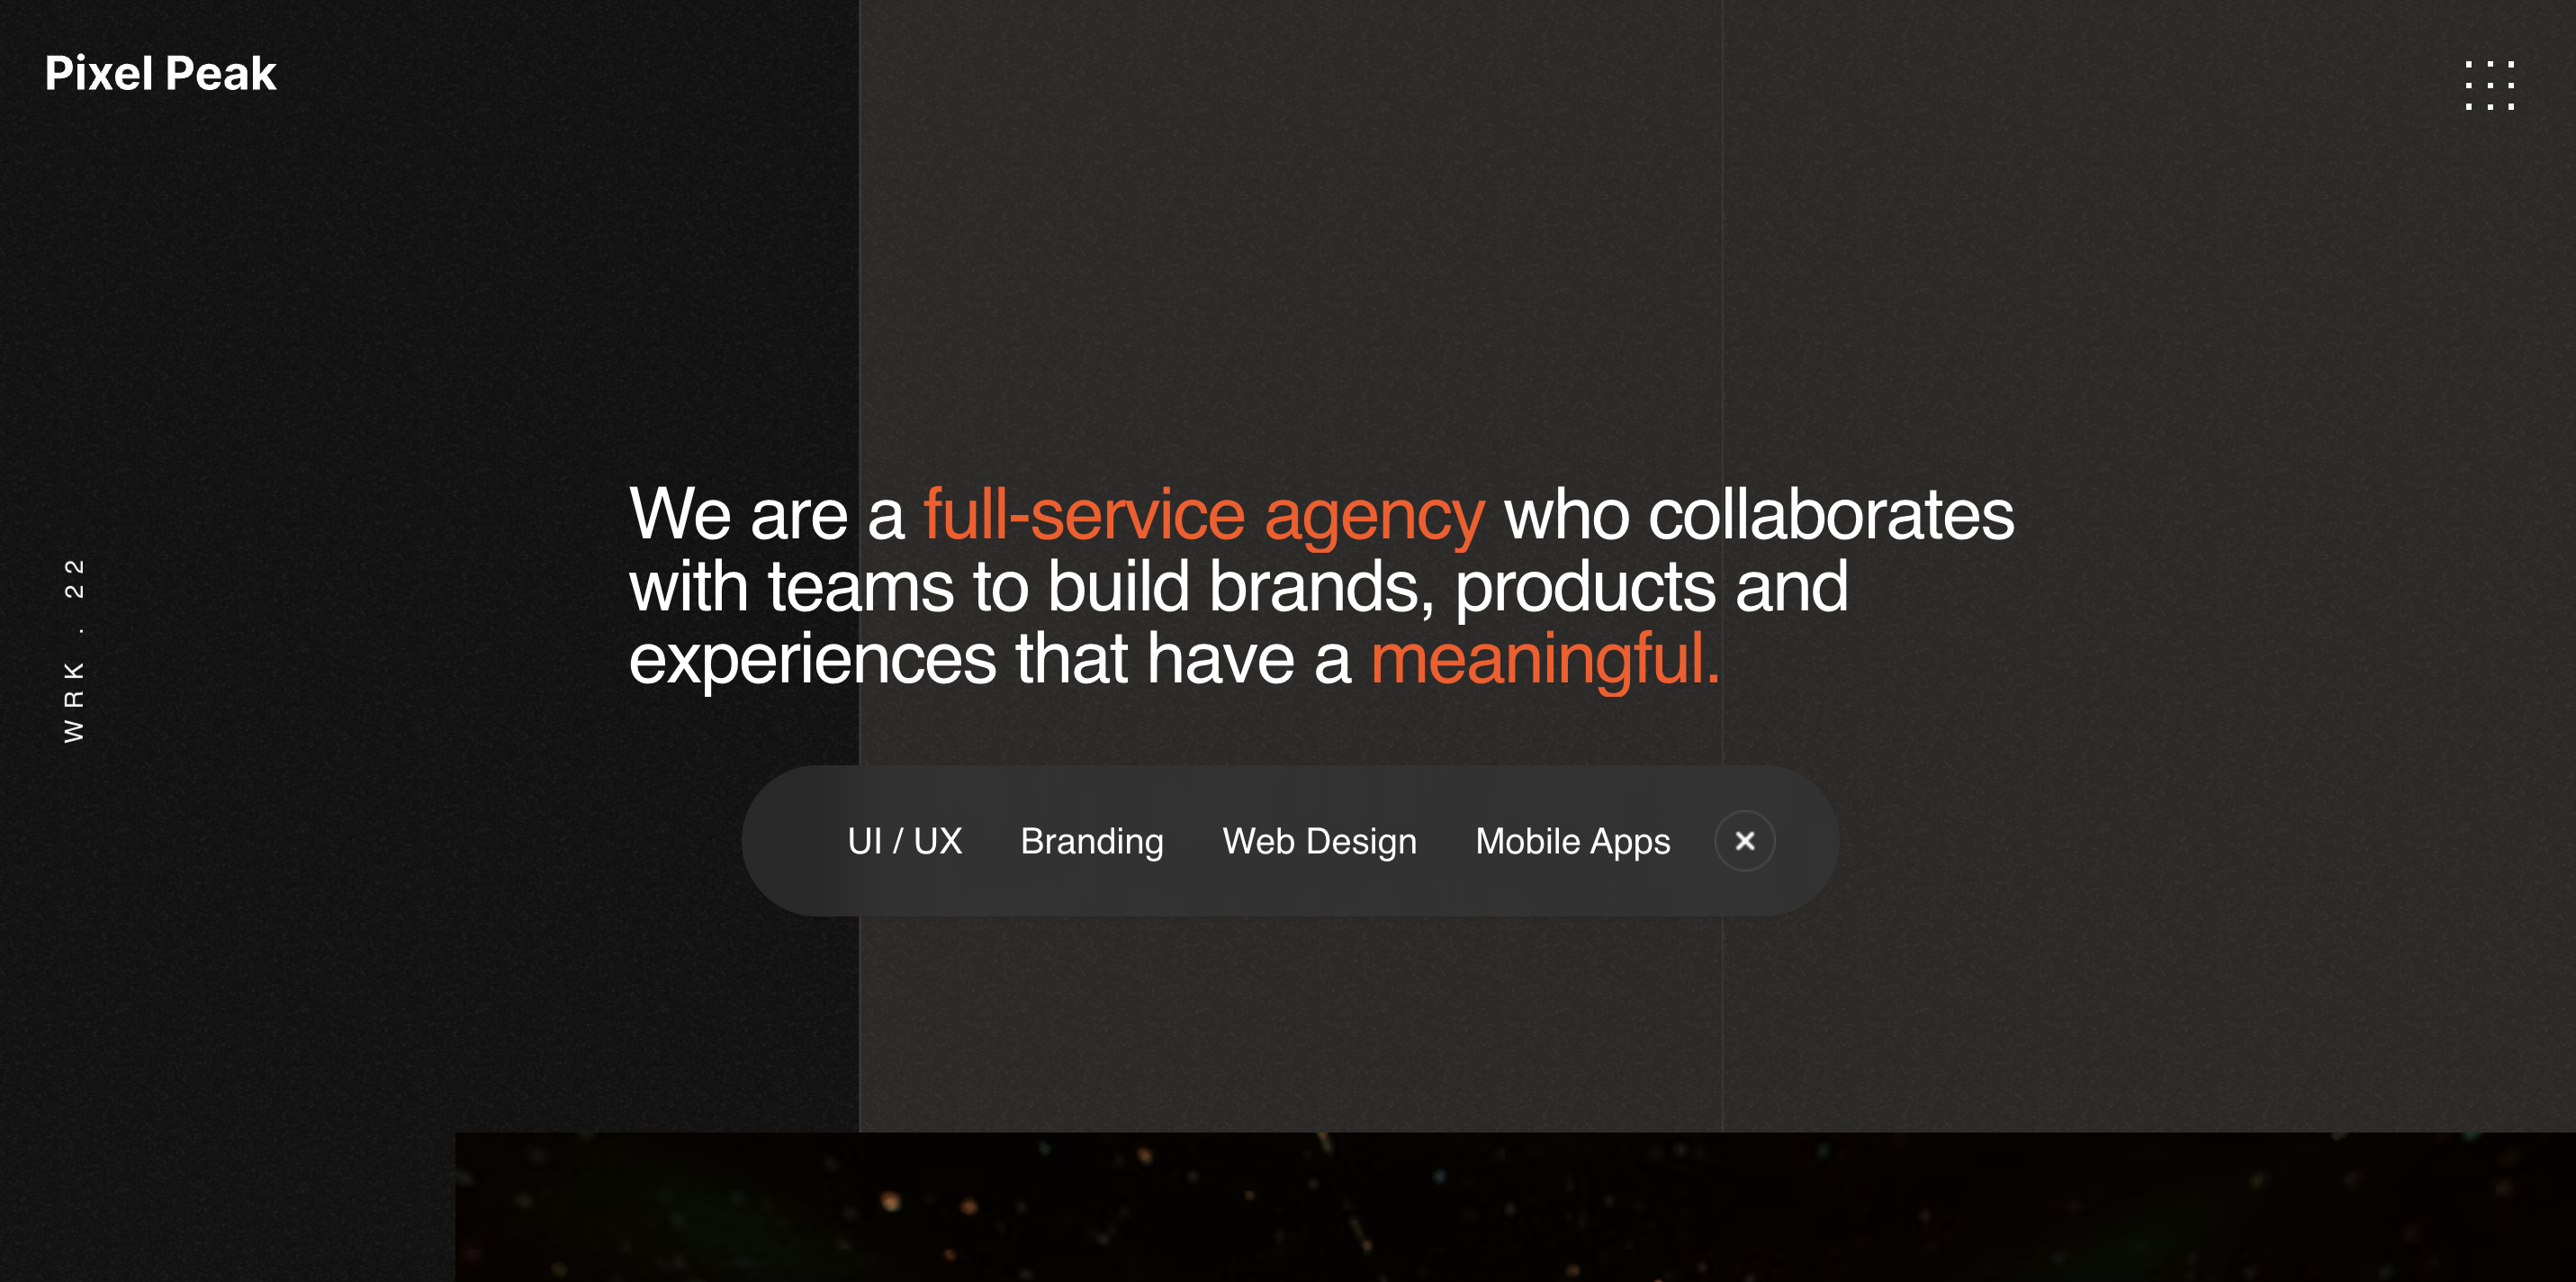 Pixel Peak
WRK . 22
We are a full-service agency who collaborates
with teams to build brands, products and
experiences that have a meaningful.
UI / UX Branding Web Design Mobile Apps